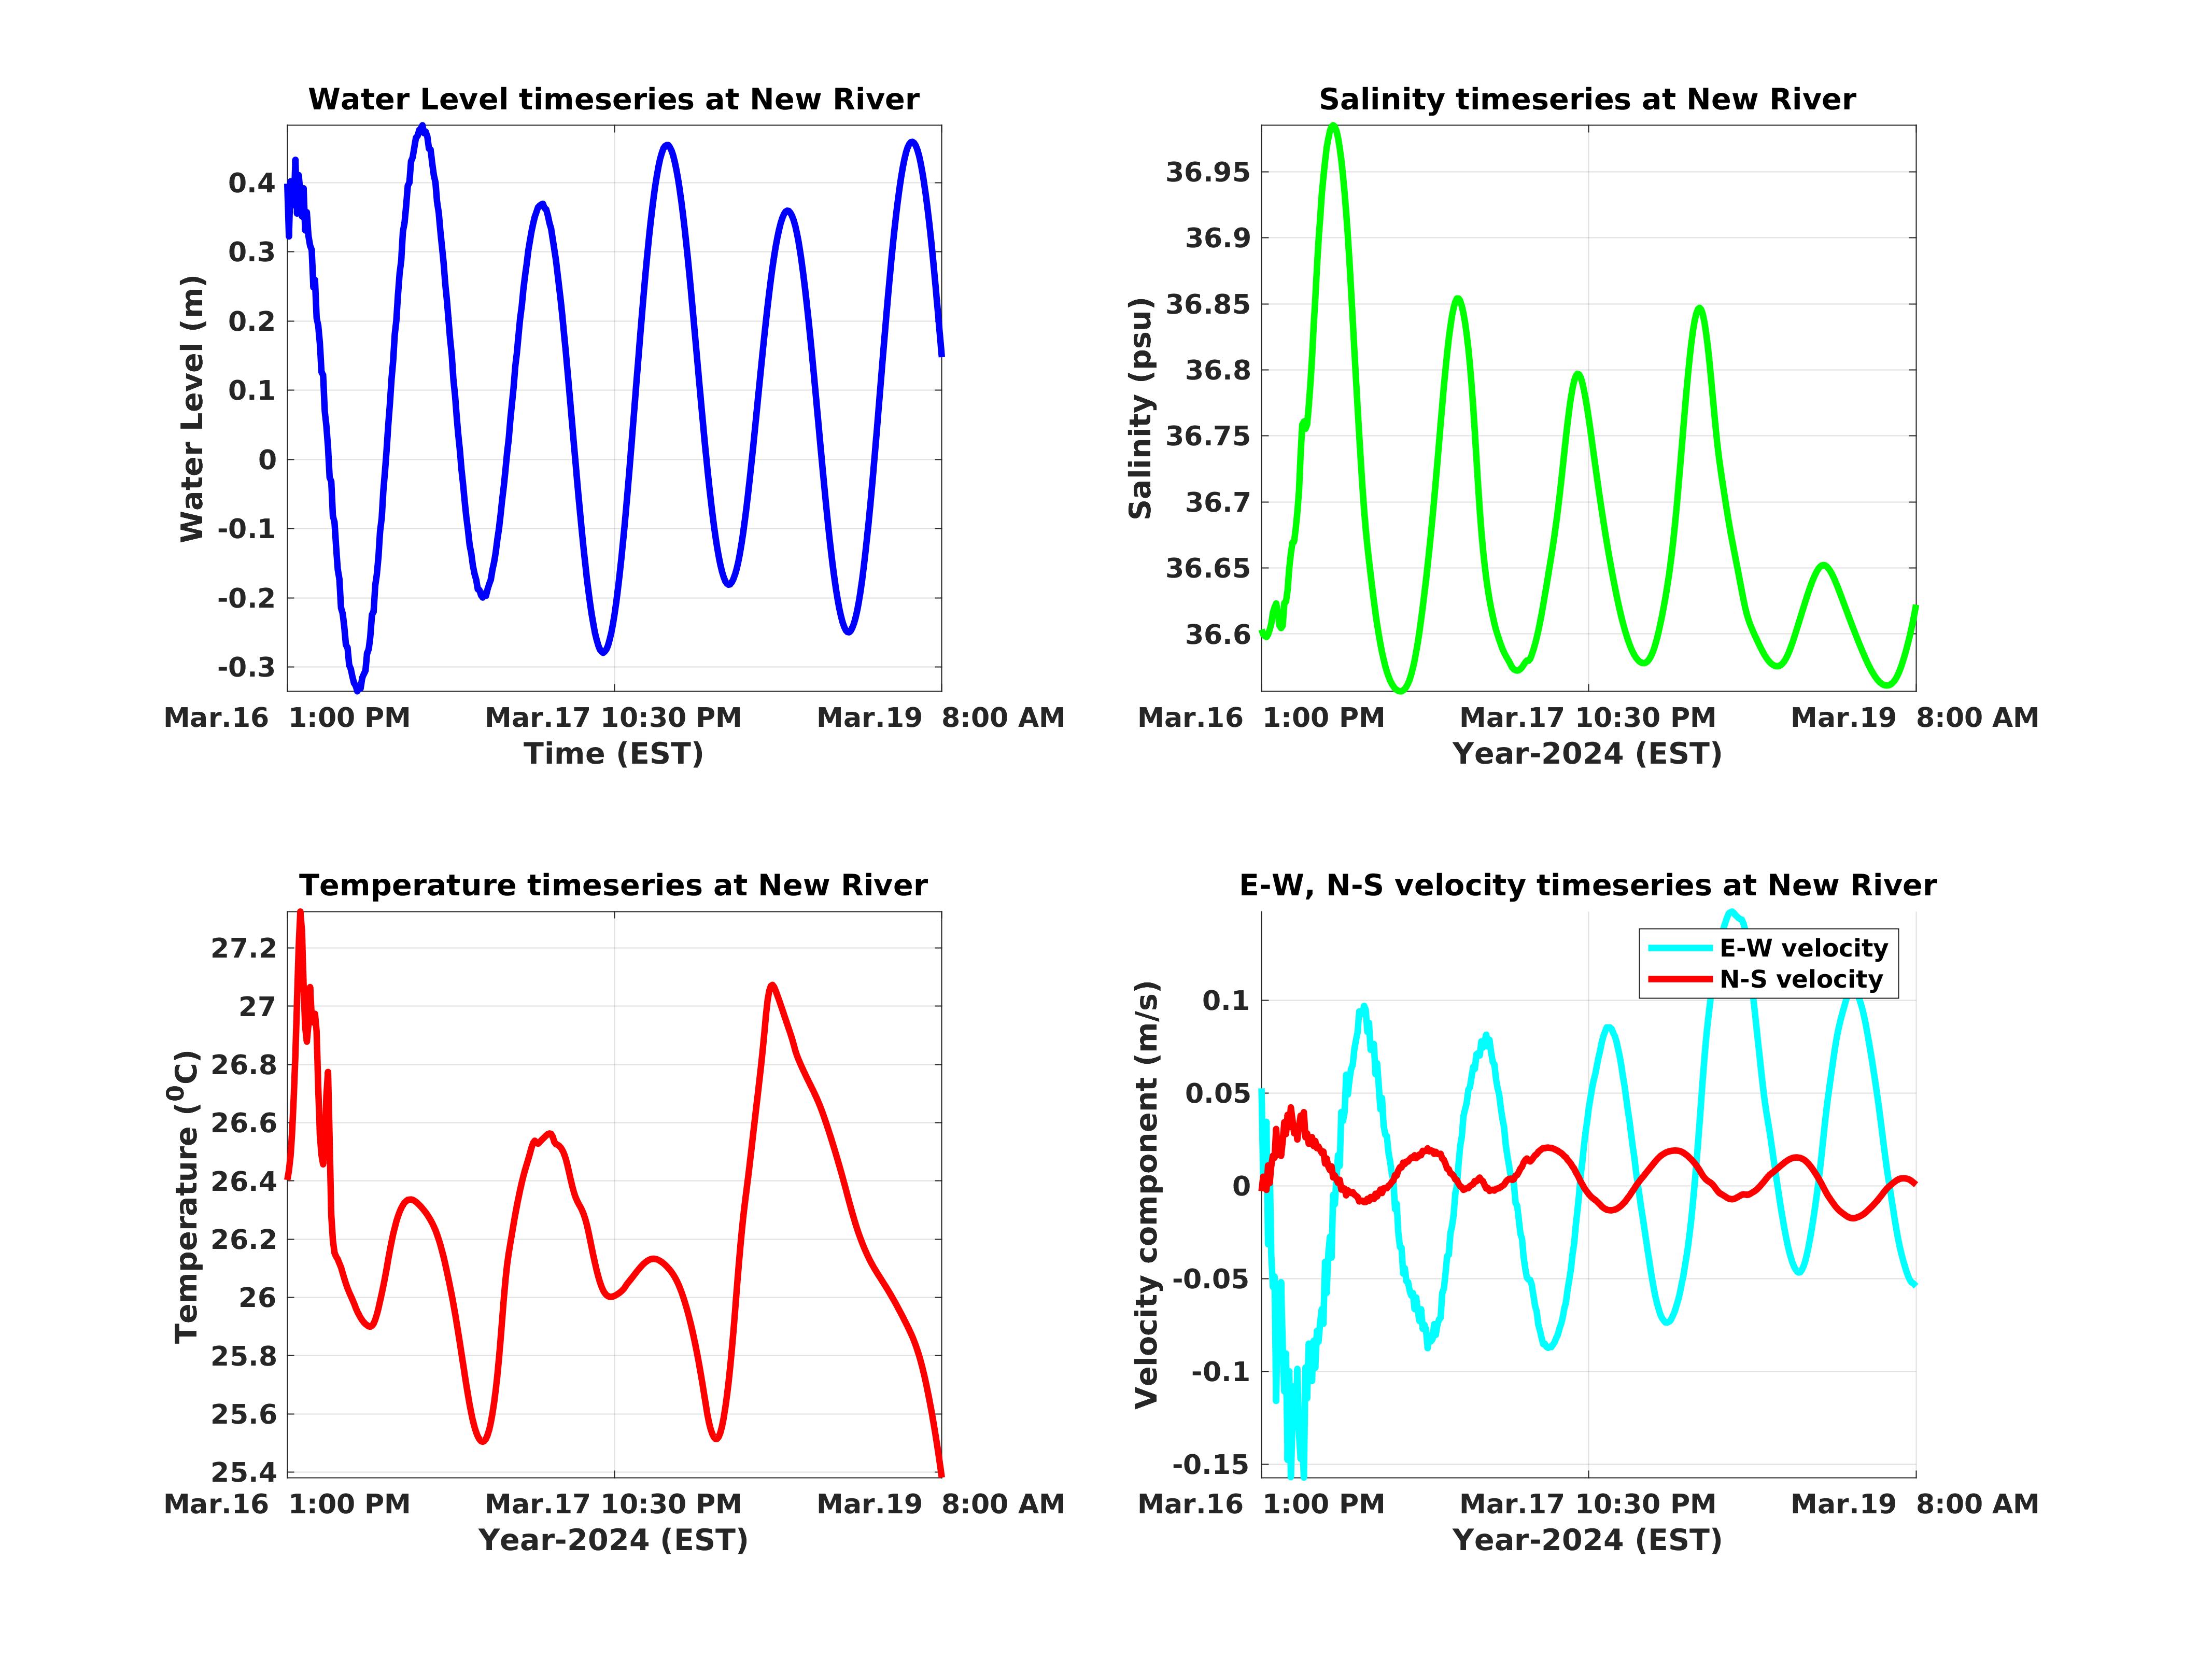 Water Level timeseries at New River
Water Level (m)
0.4
0.3
0.2
0.1
0
-0.1
-0.2
-0.3
Mar.16 1:00 PM
Mar.17 10:30 PM
Mar.19 8:00 AM
Time (EST)
Salinity timeseries at New River
Salinity (psu)
36.95
36.9
36.85
36.8
36.75
36.7
36.65
36.6
Mar.16 1:00 PM
Mar.17 10:30 PM
Mar.19 8:00 AM
Year-2024 (EST)
Temperature timeseries at New River
Temperature (⁰C)
27.2
27
26.8
26.6
26.4
26.2
26
25.8
25.6
25.4
Mar.16 1:00 PM
Mar.17 10:30 PM
Mar.19 8:00 AM
Year-2024 (EST)
E-W, N-S velocity timeseries at New River
Velocity component (m/s)
E-W velocity
N-S velocity
0.1
0.05
0
-0.05
-0.1
-0.15
Mar.16 1:00 PM
Mar.17 10:30 PM
Mar.19 8:00 AM
Year-2024 (EST)